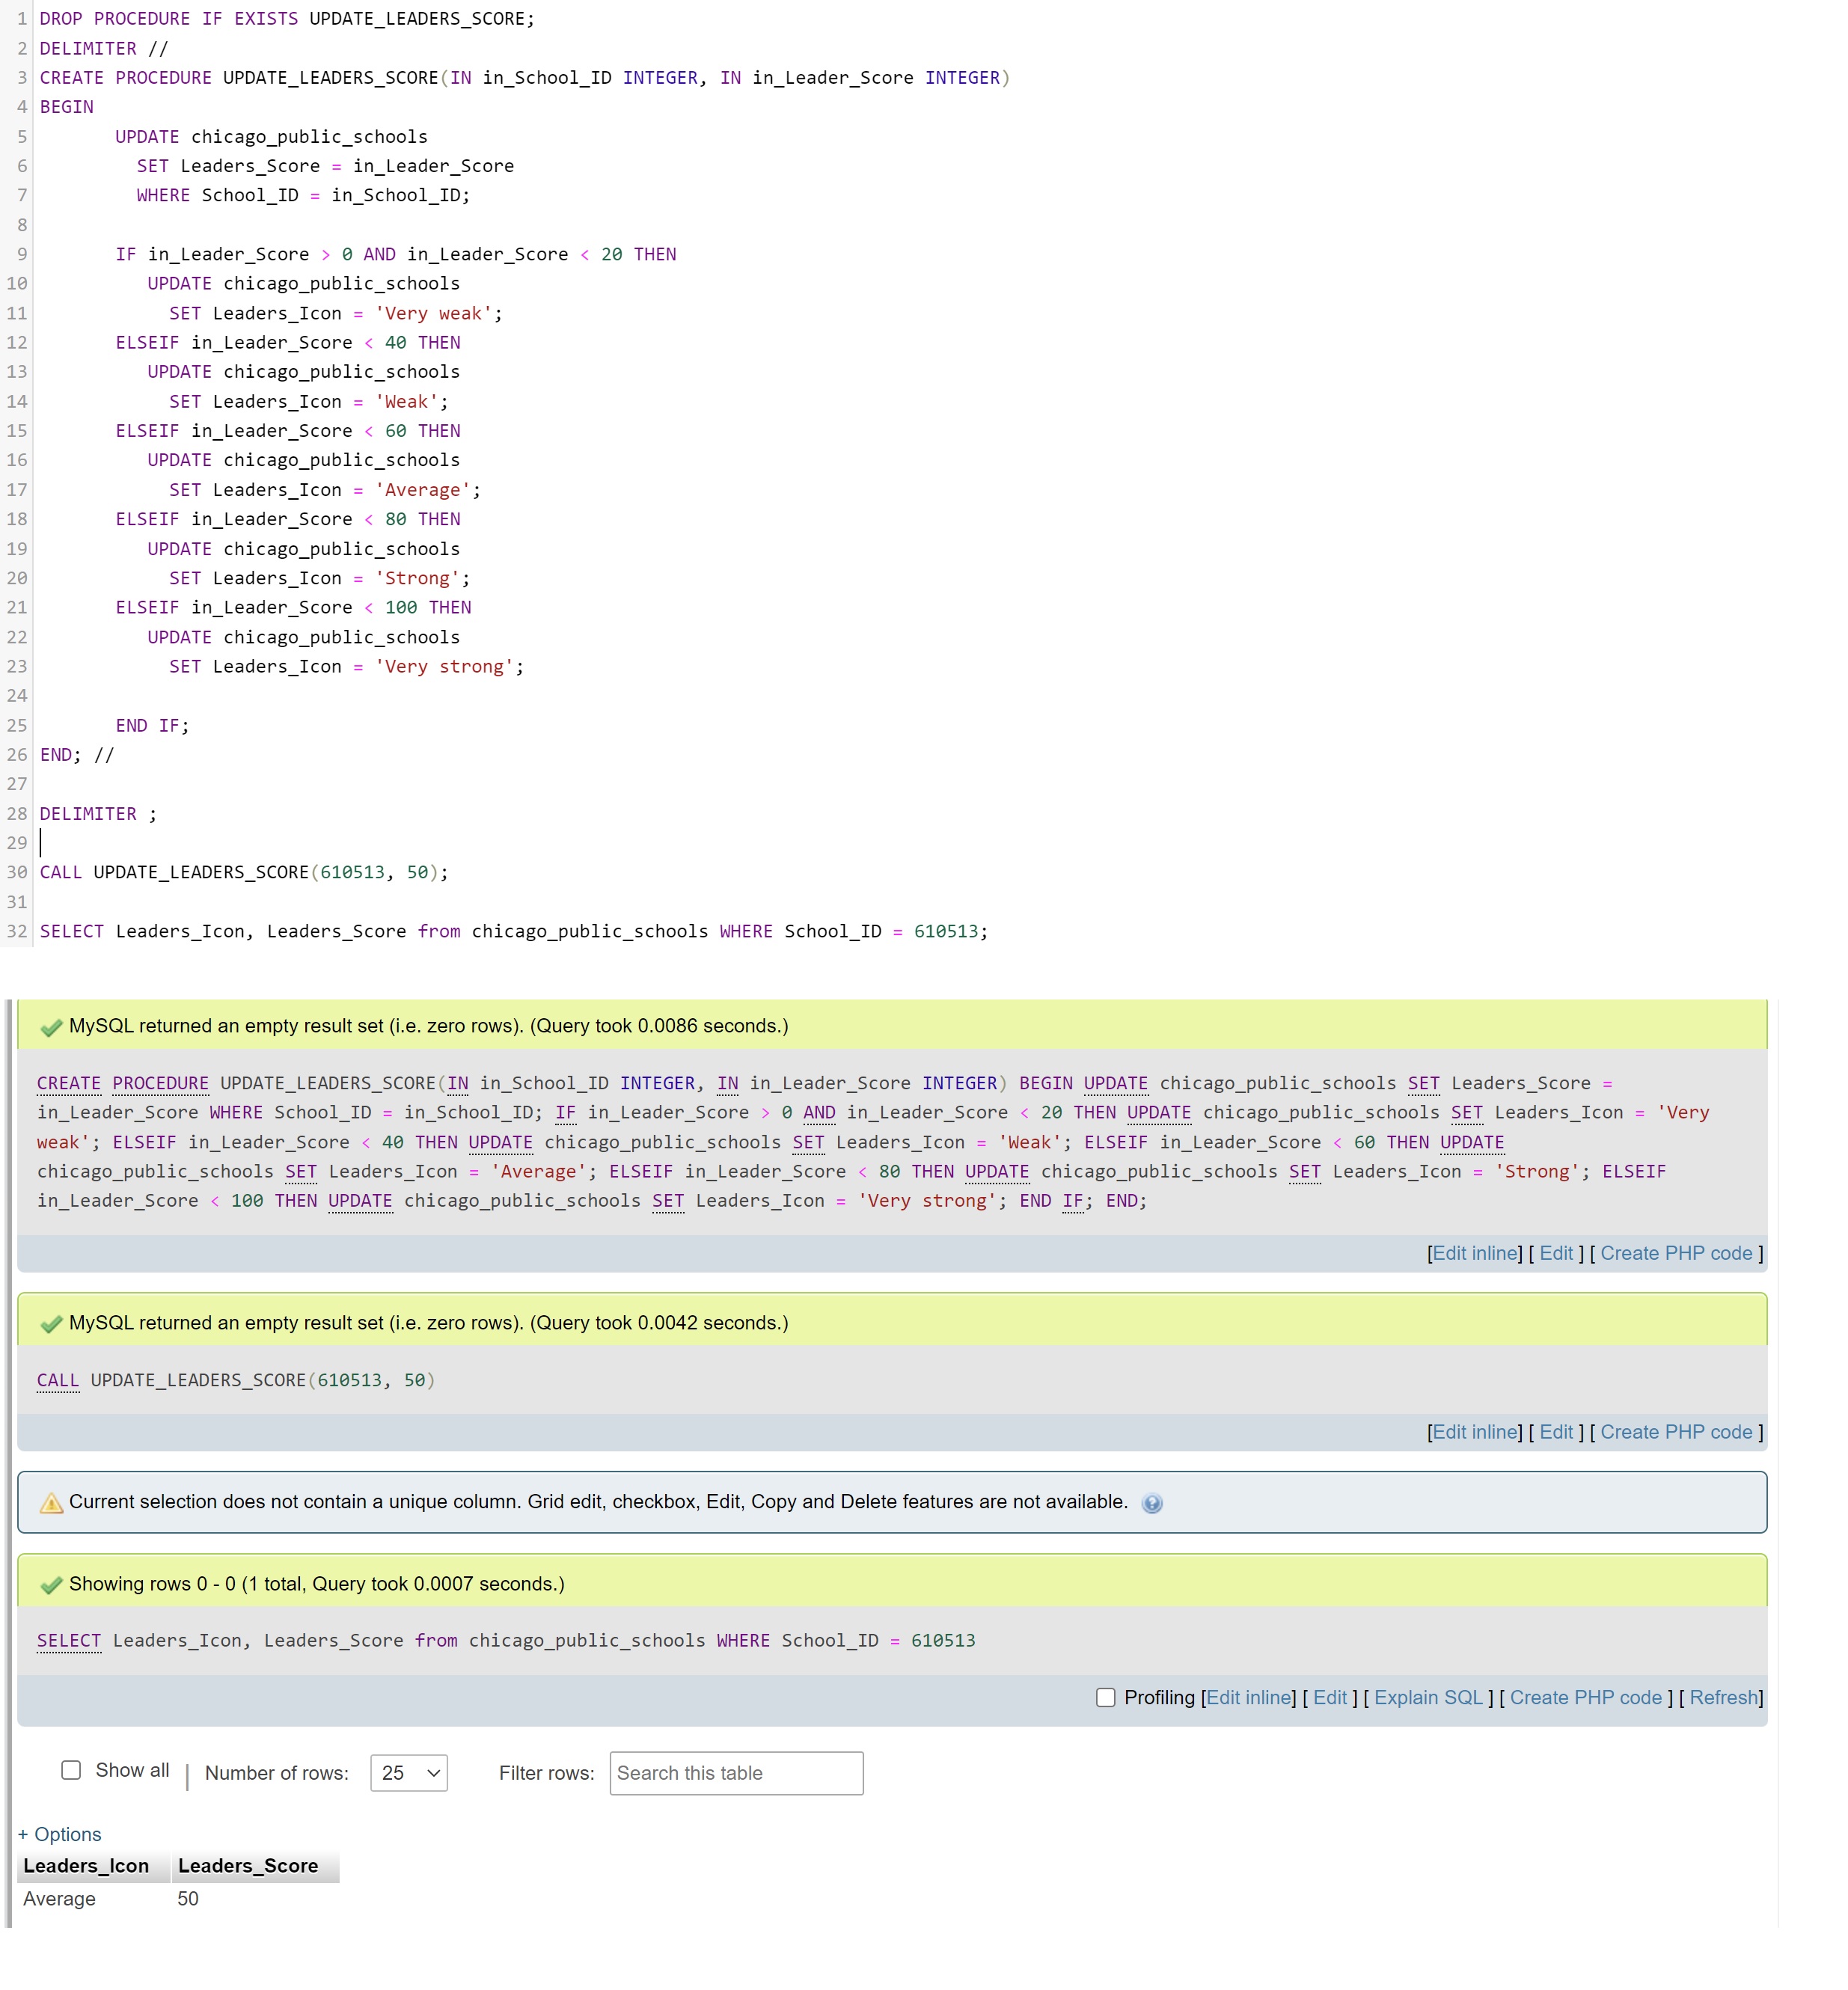 1 DROP PROCEDURE IF EXISTS UPDATE_LEADERS_SCORE;
2 DELIMITER //
3 CREATE PROCEDURE UPDATE_LEADERS_SCORE(IN in_School_ID INTEGER, IN in_Leader_Score INTEGER)
4 BEGIN
5 UPDATE chicago_public_schools
6 SET Leaders_Score = in_Leader_Score
7 WHERE School_ID = in_School_ID;
8
9 IF in_Leader_Score > 0 AND in_Leader_Score < 20 THEN
10 UPDATE chicago_public_schools
11 SET Leaders_Icon = 'Very weak';
12 ELSEIF in_Leader_Score < 40 THEN
13 UPDATE chicago_public_schools
14 SET Leaders_Icon = 'Weak';
15 ELSEIF in_Leader_Score < 60 THEN
16 UPDATE chicago_public_schools
17 SET Leaders_Icon = 'Average';
18 ELSEIF in_Leader_Score < 80 THEN
19 UPDATE chicago_public_schools
20 SET Leaders_Icon = 'Strong';
21 ELSEIF in_Leader_Score < 100 THEN
22 UPDATE chicago_public_schools
23 SET Leaders_Icon = 'Very strong';
24
25 END IF;
26 END; //
27
28 DELIMITER ;
29
30 CALL UPDATE_LEADERS_SCORE(610513, 50);
31
32 SELECT Leaders_Icon, Leaders_Score from chicago_public_schools WHERE School_ID = 610513;
MySQL returned an empty result set (i.e. zero rows). (Query took 0.0086 seconds.)
CREATE PROCEDURE UPDATE_LEADERS_SCORE(IN in_School_ID INTEGER, IN in_Leader_Score INTEGER) BEGIN UPDATE chicago_public_schools SET Leaders_Score =
in_Leader_Score WHERE School_ID = in_School_ID; IF in_Leader_Score > 0 AND in_Leader_Score < 20 THEN UPDATE chicago_public_schools SET Leaders_Icon = 'Very
weak'; ELSEIF in_Leader_Score < 40 THEN UPDATE chicago_public_schools SET Leaders_Icon = 'Weak'; ELSEIF in_Leader_Score < 60 THEN UPDATE
chicago_public_schools SET Leaders_Icon = 'Average'; ELSEIF in_Leader_Score < 80 THEN UPDATE chicago_public_schools SET Leaders_Icon = 'Strong'; ELSEIF
in_Leader_Score < 100 THEN UPDATE chicago_public_schools SET Leaders_Icon = 'Very strong'; END IF; END;
[Edit inline] [ Edit ] [ Create PHP code ]
MySQL returned an empty result set (i.e. zero rows). (Query took 0.0042 seconds.)
CALL UPDATE_LEADERS_SCORE(610513, 50)
[Edit inline] [ Edit ] [ Create PHP code ]
Current selection does not contain a unique column. Grid edit, checkbox, Edit, Copy and Delete features are not available.
Showing rows 0 - 0 (1 total, Query took 0.0007 seconds.)
SELECT Leaders_Icon, Leaders_Score from chicago_public_schools WHERE School_ID = 610513
Profiling [Edit inline] [ Edit ] [ Explain SQL ] [ Create PHP code ] [ Refresh]
Show all | Number of rows: 25 Filter rows: Search this table
+ Options
Leaders_Icon Leaders_Score
Average 50